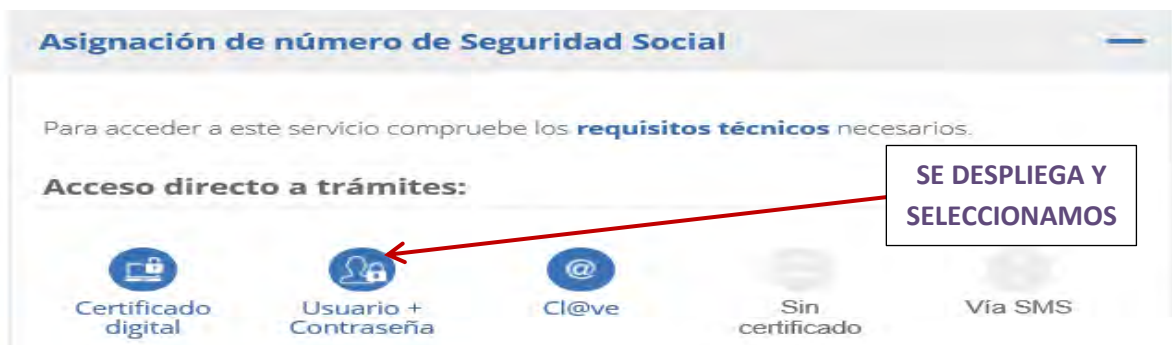 Asignación de número de Seguridad Social
Para acceder a este servicio compruebe los requisitos técnicos necesarios.
Acceso directo a trámites:
SE DESPLIEGA Y
SELECCIONAMOS
Certificado
digital
Usuario +
Contraseña
Cl@ve
Sin
certificado
Vía SMS